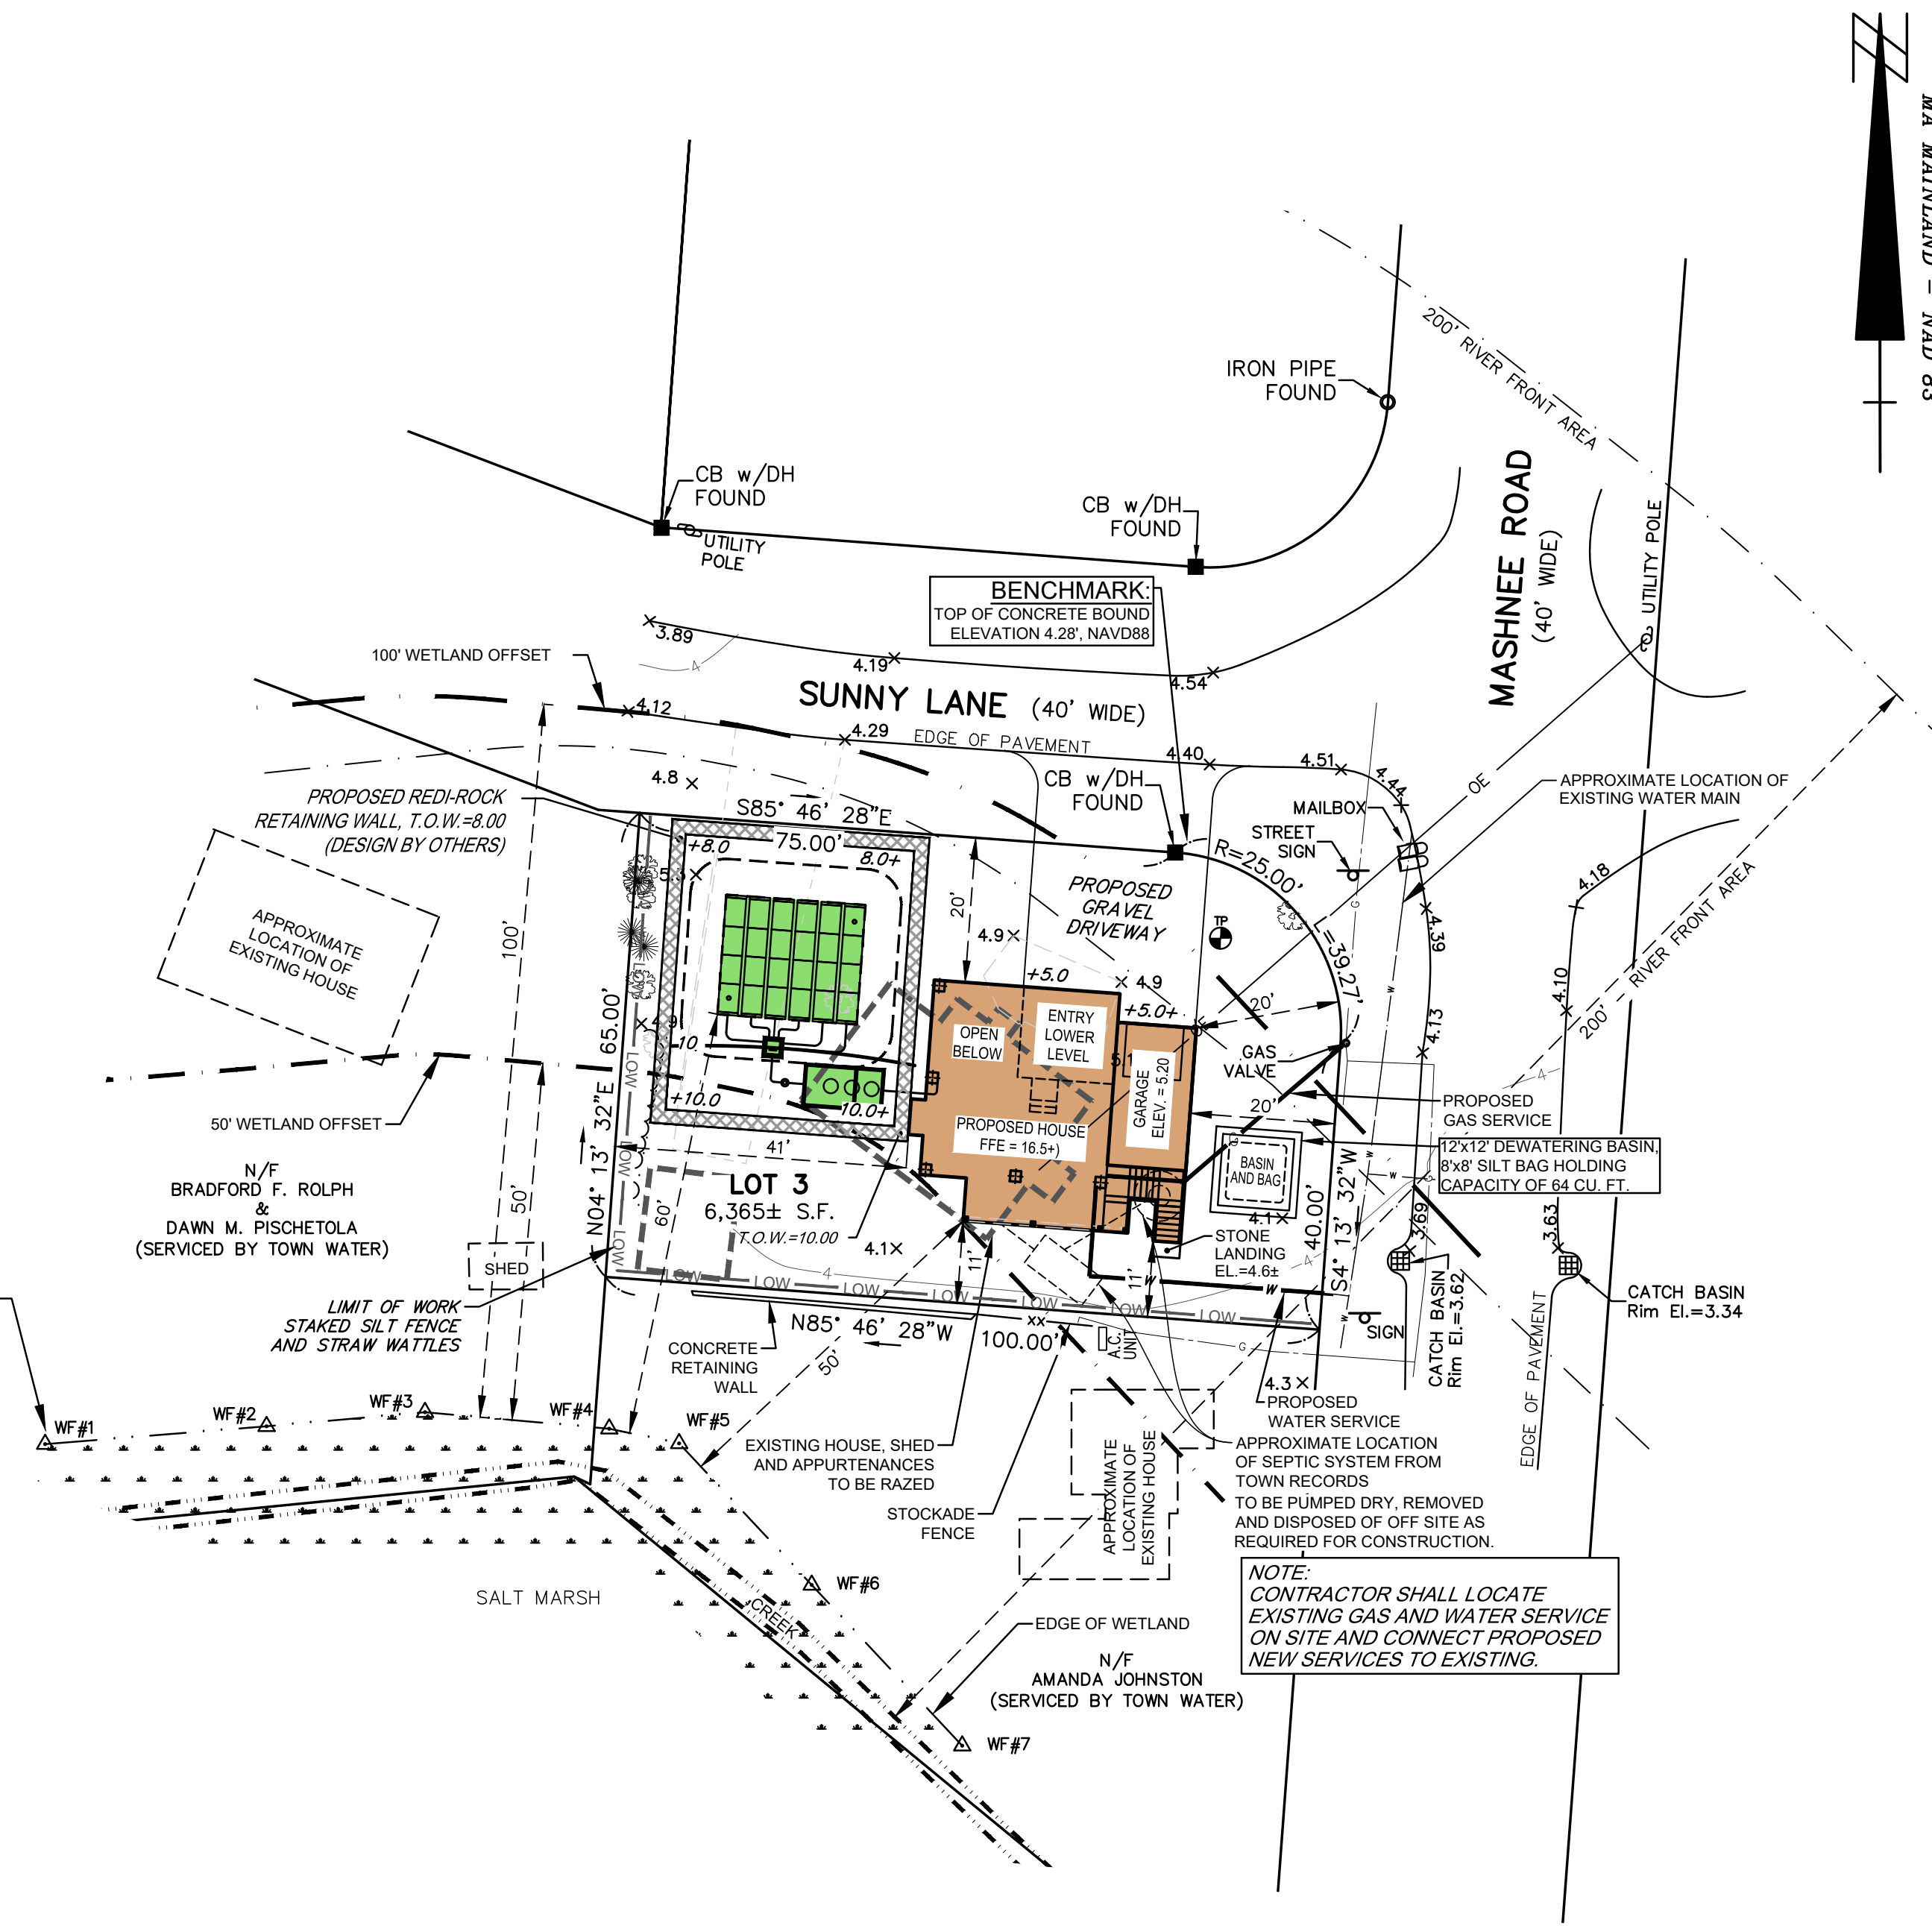 MA MAINLAND - NAD 83
200' RIVER FRONT AREA
IRON PIPE
FOUND
CB w/DH
FOUND
UTILITY
POLE
CB w/DH
FOUND
MASHNEE ROAD
(40' WIDE)
UTILITY POLE
BENCHMARK:
TOP OF CONCRETE BOUND
ELEVATION 4.28', NAVD88
3.89
4
4.19
4.54
100' WETLAND OFFSET
4.12
SUNNY LANE (40' WIDE)
4.29
EDGE OF PAVEMENT
4.40
4.51
4.44
OE
APPROXIMATE LOCATION OF
EXISTING WATER MAIN
4.8
CB w/DH
FOUND
MAILBOX
STREET
SIGN
PROPOSED REDI-ROCK
RETAINING WALL, T.O.W.=8.00
(DESIGN BY OTHERS)
S85° 46' 28"E
75.00'
+8.0
8.0+
R=25.00'
L=39.27'
4.18
4.39
G
W
APPROXIMATE
LOCATION OF
EXISTING HOUSE
100'
20'
PROPOSED
GRAVEL
DRIVEWAY
TP
4.9
+5.0
4.9
+5.0+
20'
4.10
200' RIVER FRONT AREA
4.13
N04° 13' 32"E 65.00'
4.9
10
OPEN
BELOW
ENTRY
LOWER
LEVEL
GARAGE
ELEV. = 5.20
OE
GAS
VALVE
4
PROPOSED
GAS SERVICE
50' WETLAND OFFSET
+10.0
10.0+
PROPOSED HOUSE
FFE = 16.5+)
20'
12'x12' DEWATERING BASIN,
8'x8' SILT BAG HOLDING
CAPACITY OF 64 CU. FT.
41'
BASIN
AND BAG
N/F
BRADFORD F. ROLPH
&
DAWN M. PISCHETOLA
(SERVICED BY TOWN WATER)
50'
60'
LOT 3
6,365± S.F.
T.O.W.=10.00
4.1
4.1
STONE
LANDING
EL.=4.6±
S4° 13' 32"W
40.00'
3.69
3.63
SHED
LOW
LOW
LOW
LOW
LOW
LOW
LOW
LOW
LOW
LOW
4
4
11'
11'
W
W
LIMIT OF WORK
STAKED SILT FENCE
AND STRAW WATTLES
CATCH BASIN
Rim El.=3.62
CATCH BASIN
Rim El.=3.34
N85° 46' 28"W
100.00'
xx
A.C.
UNIT
SIGN
G
EDGE OF PAVEMENT
CONCRETE
RETAINING
WALL
50'
4.3
PROPOSED
WATER SERVICE
WF#1
WF#2
WF#3
WF#4
WF#5
EXISTING HOUSE, SHED
AND APPURTENANCES
TO BE RAZED
APPROXIMATE
LOCATION OF
EXISTING HOUSE
APPROXIMATE LOCATION
OF SEPTIC SYSTEM FROM
TOWN RECORDS
TO BE PUMPED DRY, REMOVED
AND DISPOSED OF OFF SITE AS
REQUIRED FOR CONSTRUCTION.
STOCKADE
FENCE
SALT MARSH
WF#6
CREEK
EDGE OF WETLAND
N/F
AMANDA JOHNSTON
(SERVICED BY TOWN WATER)
WF#7
NOTE:
CONTRACTOR SHALL LOCATE
EXISTING GAS AND WATER SERVICE
ON SITE AND CONNECT PROPOSED
NEW SERVICES TO EXISTING.